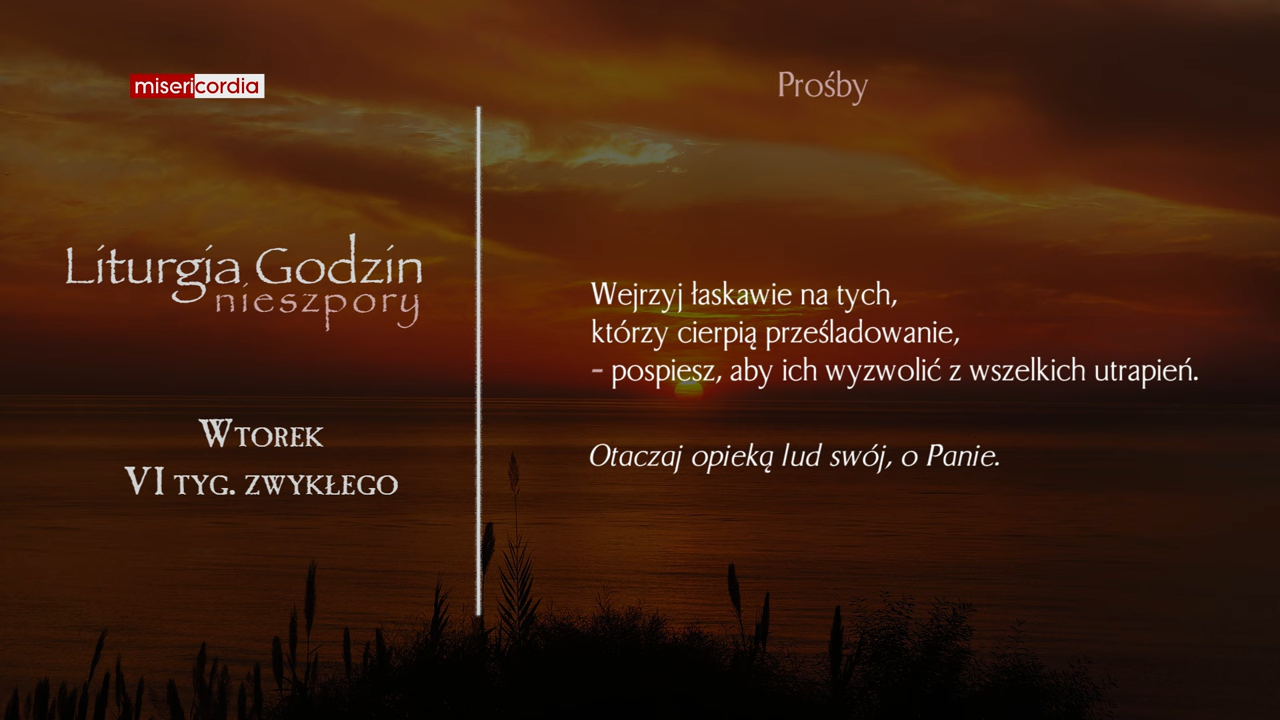 misericordia
Liturgia Godzin
nieszpory
Wtorek
VI tyg. zwykłego
Prośby
Wejrzyj łaskawie na tych,
którzy cierpią prześladowanie,
- pospiesz, aby ich wyzwolić z wszelkich utrapień.
Otaczaj opieką lud swój, o Panie.